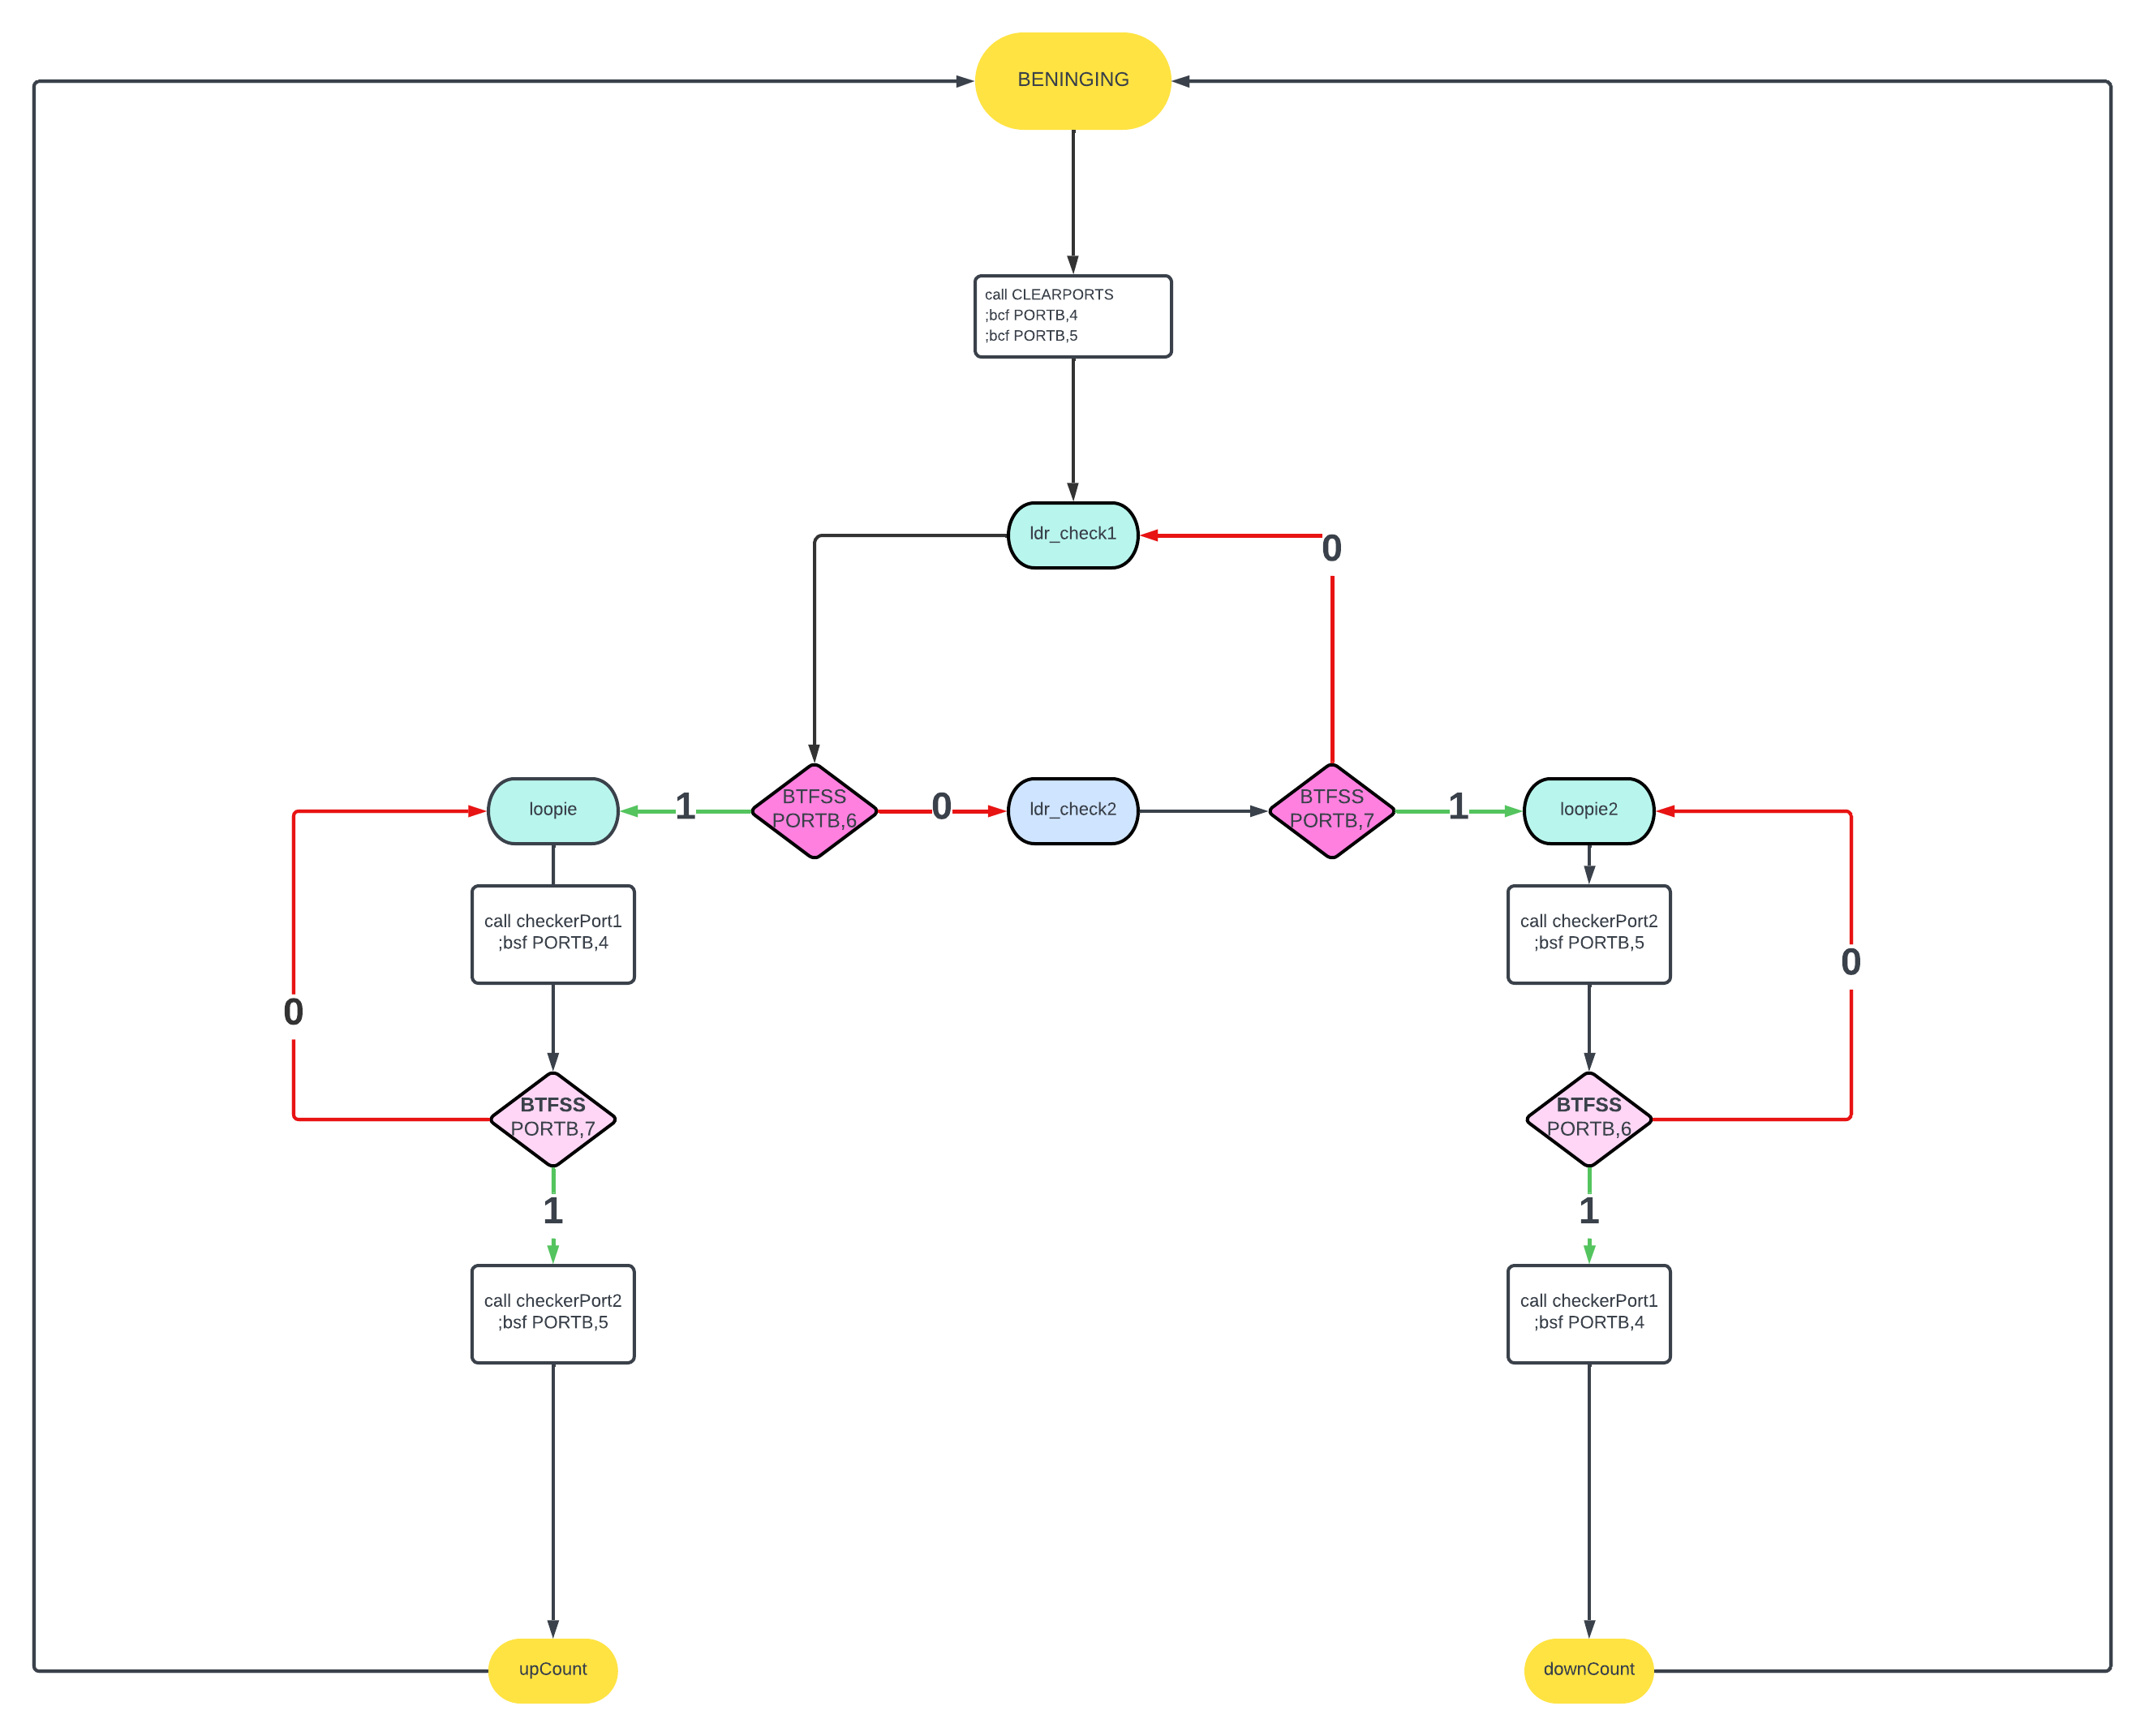 BENINGING
call CLEARPORTS
;bcf PORTB,4
;bcf PORTB,5
ldr_check1
0
loopie
1
BTFSS
PORTB,6
0
ldr_check2
BTFSS
PORTB,7
1
loopie2
call checkerPort1
;bsf PORTB,4
call checkerPort2
;bsf PORTB,5
0
0
BTFSS
PORTB,7
BTFSS
PORTB,6
1
1
call checkerPort2
;bsf PORTB,5
call checkerPort1
;bsf PORTB,4
upCount
downCount